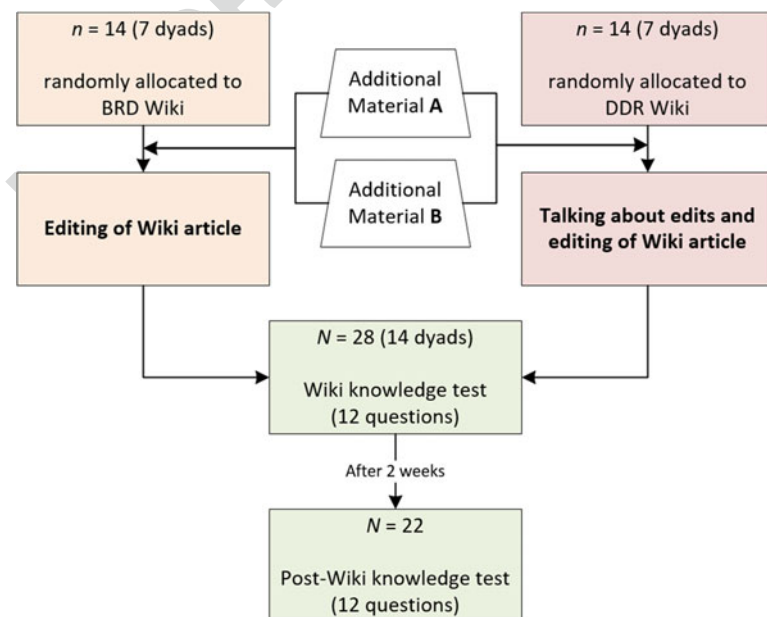 n = 14 (7 dyads)
randomly allocated to
BRD Wiki
Additional
Material A
n = 14 (7 dyads)
randomly allocated to
DDR Wiki
Additional
Material B
Editing of Wiki article
Talking about edits and
editing of Wiki article
N = 28 (14 dyads)
Wiki knowledge test
(12 questions)
After 2 weeks
N = 22
Post-Wiki knowledge test
(12 questions)